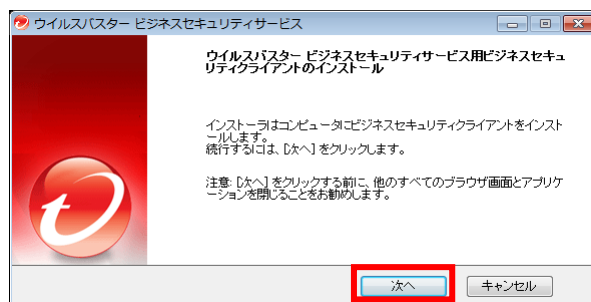 ウイルスバスター ビジネスセキュリティサービス
ウイルスバスター ビジネスセキュリティサービス用ビジネスセキュ
リティクライアントのインストール
インストーラはコンピュータにビジネスセキュリティクライアントをインスト
ールします。
続行するには、[次へ] をクリックします。
注意: [次へ] をクリックする前に、他のすべてのブラウザ画面とアプリケ
ーションを閉じることをお勧めします。
次へ
キャンセル